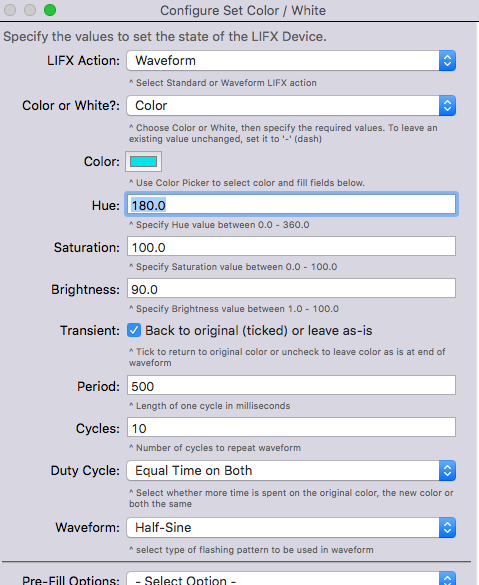 Configure Set Color / White
Specify the values to set the state of the LIFX Device.
LIFX Action: Waveform
^ Select Standard or Waveform LIFX action
Color or White?: Color
^ Choose Color or White, then specify the required values. To leave an
existing value unchanged, set it to '-' (dash)
Color:
^ Use Color Picker to select color and fill fields below.
Hue: 180.0
^ Specify Hue value between 0.0 - 360.0
Saturation: 100.0
^ Specify Saturation value between 0.0 - 100.0
Brightness: 90.0
^ Specify Brightness value between 1.0 - 100.0
Transient: Back to original (ticked) or leave as-is
^ Tick to return to original color or uncheck to leave color as is at end of
waveform
Period: 500
^ Length of one cycle in milliseconds
Cycles: 10
^ Number of cycles to repeat waveform
Duty Cycle: Equal Time on Both
^ Select whether more time is spent on the original color, the new color or
both the same
Waveform: Half-Sine
^ select type of flashing pattern to be used in waveform
Pre-Fill Options: - Select Option -